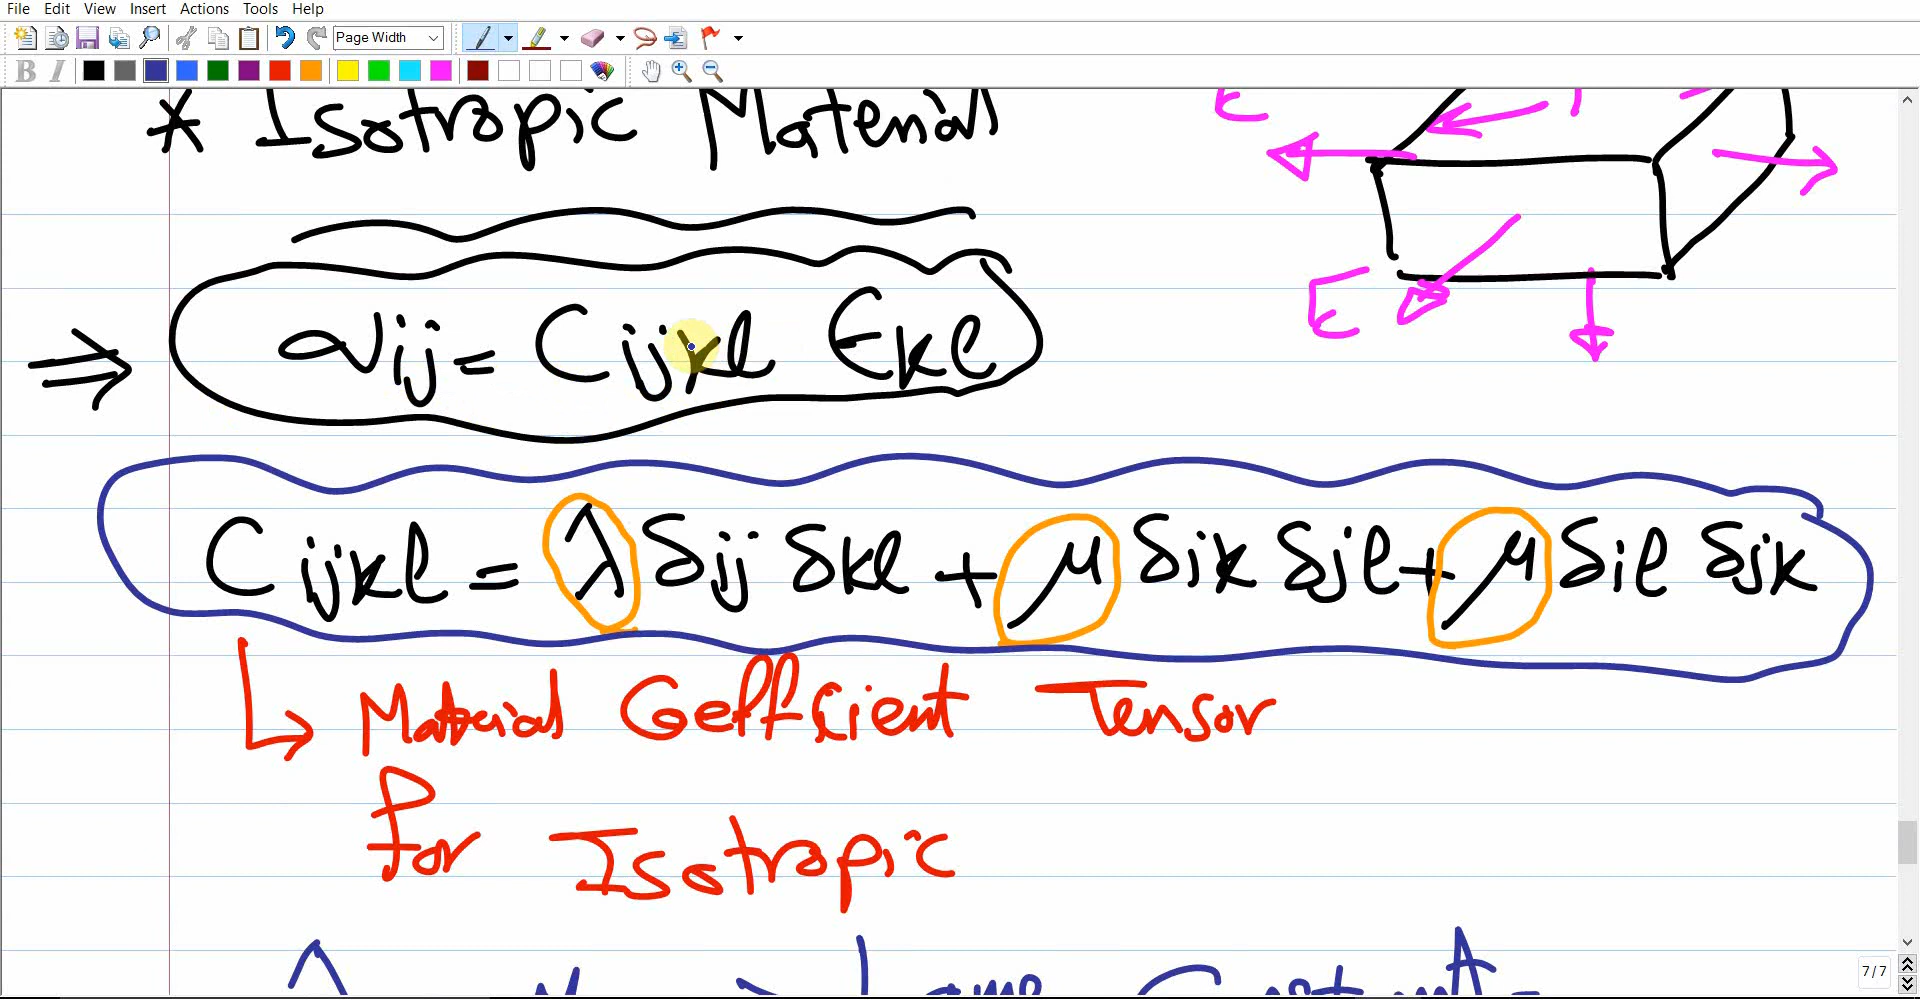 File Edit View Insert Actions Tools Help
Page Width
B I
* Isotropic Material
E
E
⇒ σij = Cijkl Ekl
Cijkl = λ δij δkl + μ δik δjl + μ δil δjk
Material Coefficient Tensor
for Isotropic
7 / 7